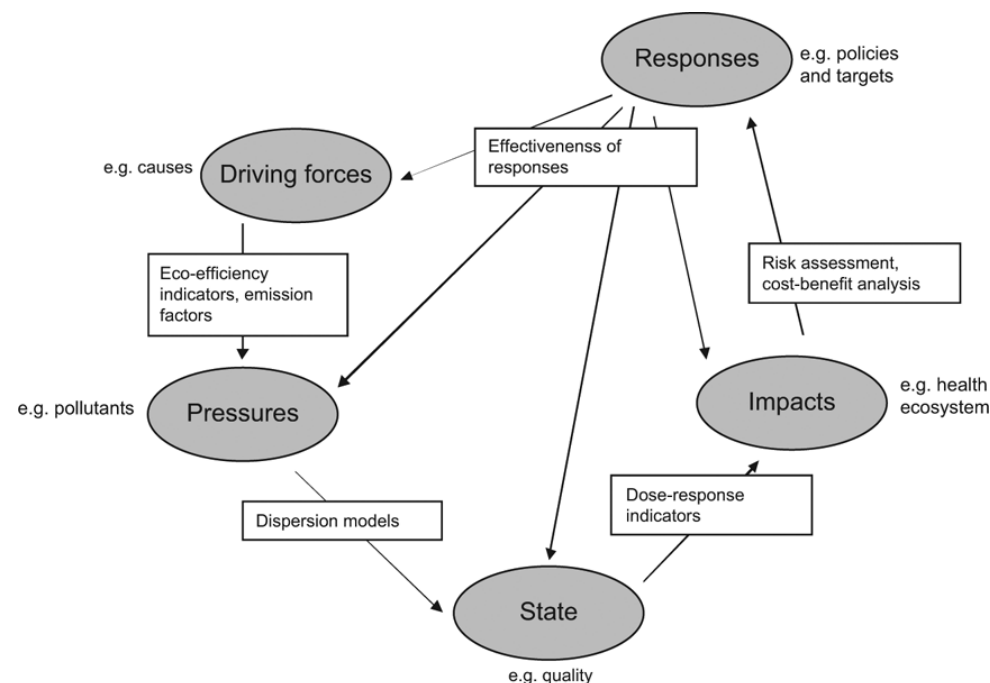 Responses
e.g. policies
and targets
Effectivenenss of
responses
e.g. causes
Driving forces
Eco-efficiency
indicators, emission
factors
Risk assessment,
cost-benefit analysis
e.g. pollutants
Pressures
Impacts
e.g. health
ecosystem
Dispersion models
Dose-response
indicators
State
e.g. quality